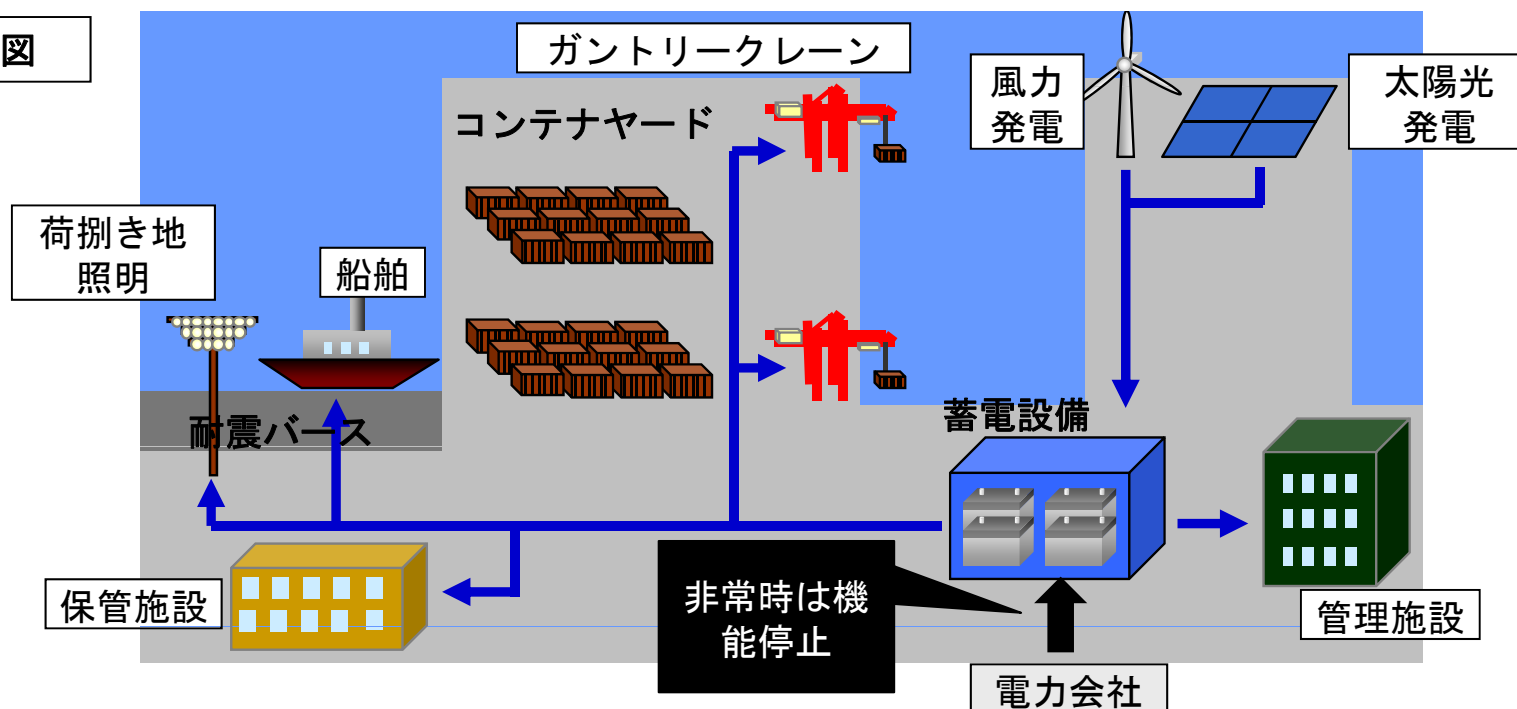 図
ガントリークレーン
コンテナヤード
風力
発電
太陽光
発電
荷捌き地
照明
船舶
耐震バース
蓄電設備
保管施設
非常時は機
能停止
管理施設
電力会社